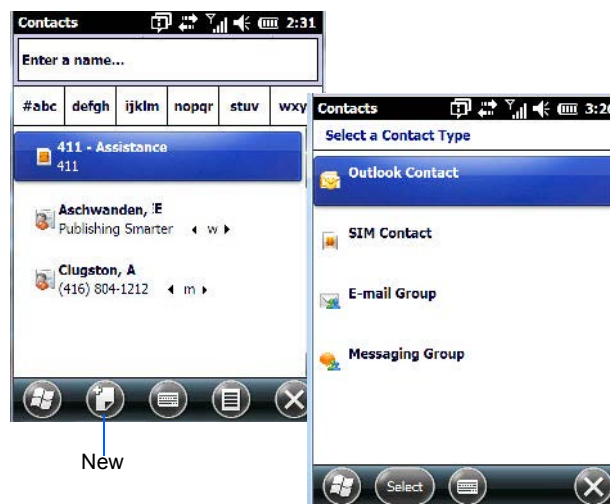 Contacts 2:31
Enter a name...
#abc defgh ijklm nopqr stuv wxy
411 - Assistance
411
Aschwanden, E
Publishing Smarter w
Clugston, A
(416) 804-1212 m
New
Contacts 3:20
Select a Contact Type
Outlook Contact
SIM Contact
E-mail Group
Messaging Group
Select